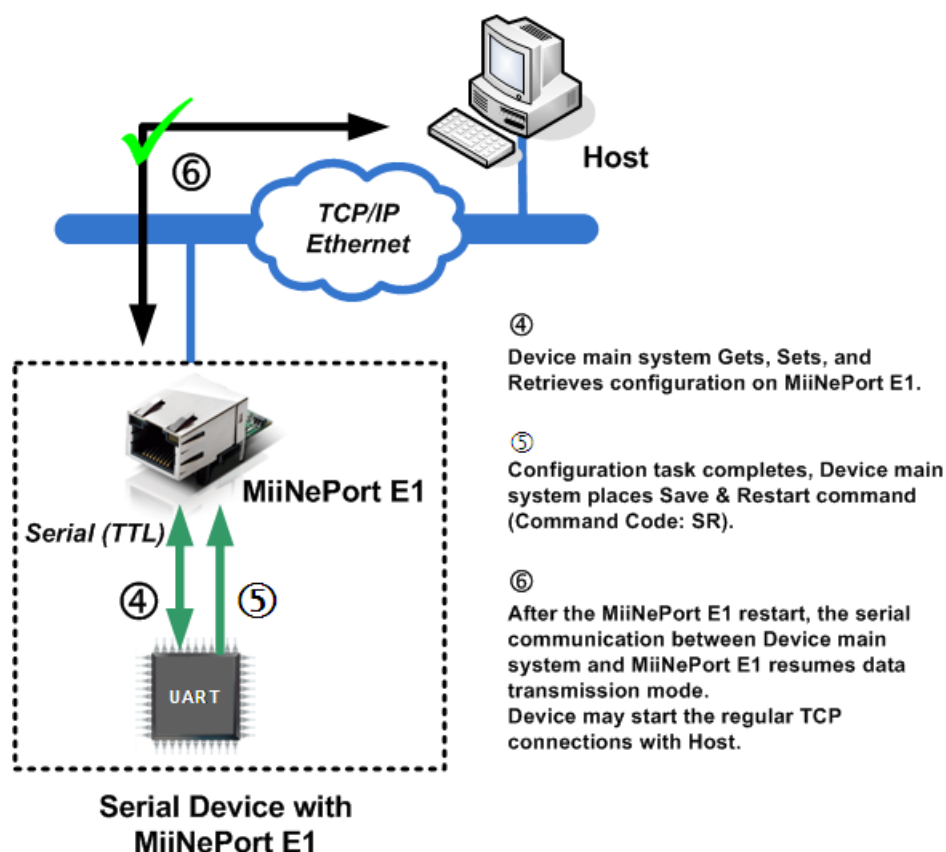 ⑥
Host
TCP/IP
Ethernet
MiiNePort E1
Serial (TTL)
④
⑤
UART
Serial Device with
MiiNePort E1
④
Device main system Gets, Sets, and
Retrieves configuration on MiiNePort E1.
⑤
Configuration task completes, Device main
system places Save & Restart command
(Command Code: SR).
⑥
After the MiiNePort E1 restart, the serial
communication between Device main
system and MiiNePort E1 resumes data
transmission mode.
Device may start the regular TCP
connections with Host.